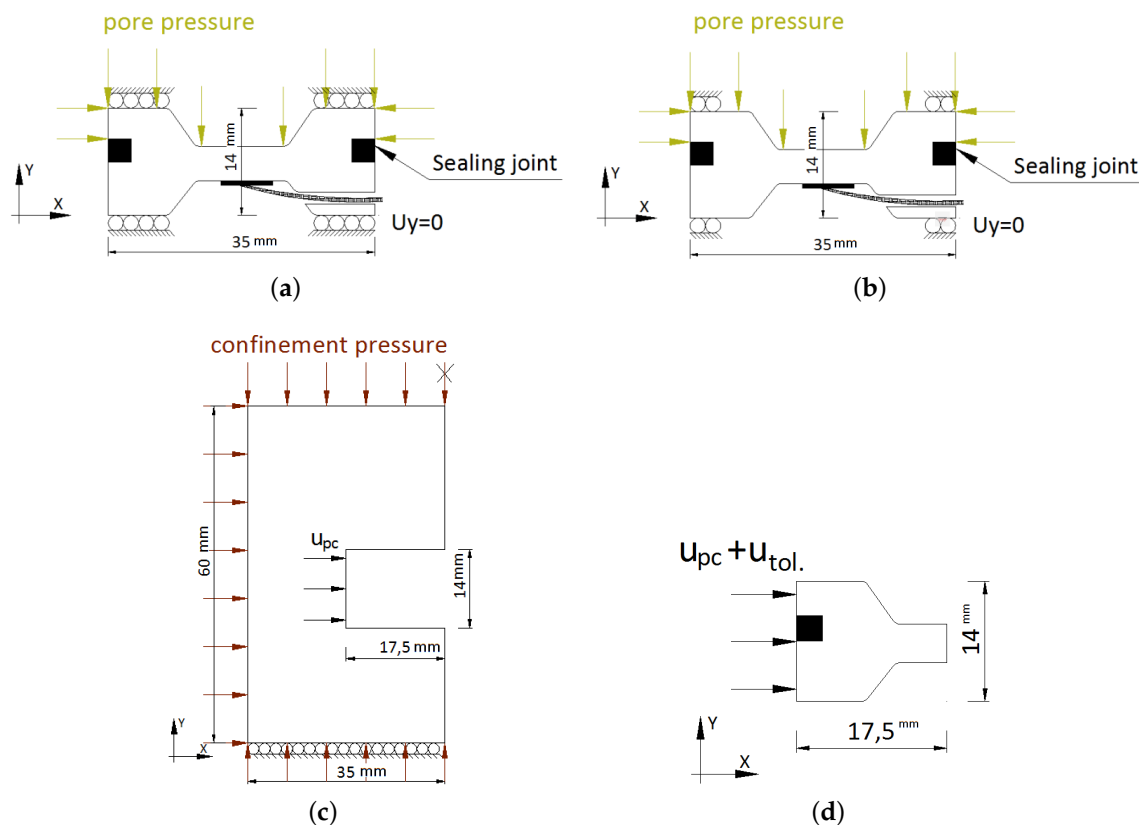 pore pressure
14 mm
Sealing joint
Y
X
Uy=0
35 mm
(a)
pore pressure
14 mm
Sealing joint
Y
X
Uy=0
35 mm
(b)
confinement pressure
60 mm
upc
14mm
17,5 mm
Y
X
35 mm
(c)
upc+utol.
14 mm
17,5 mm
Y
X
(d)